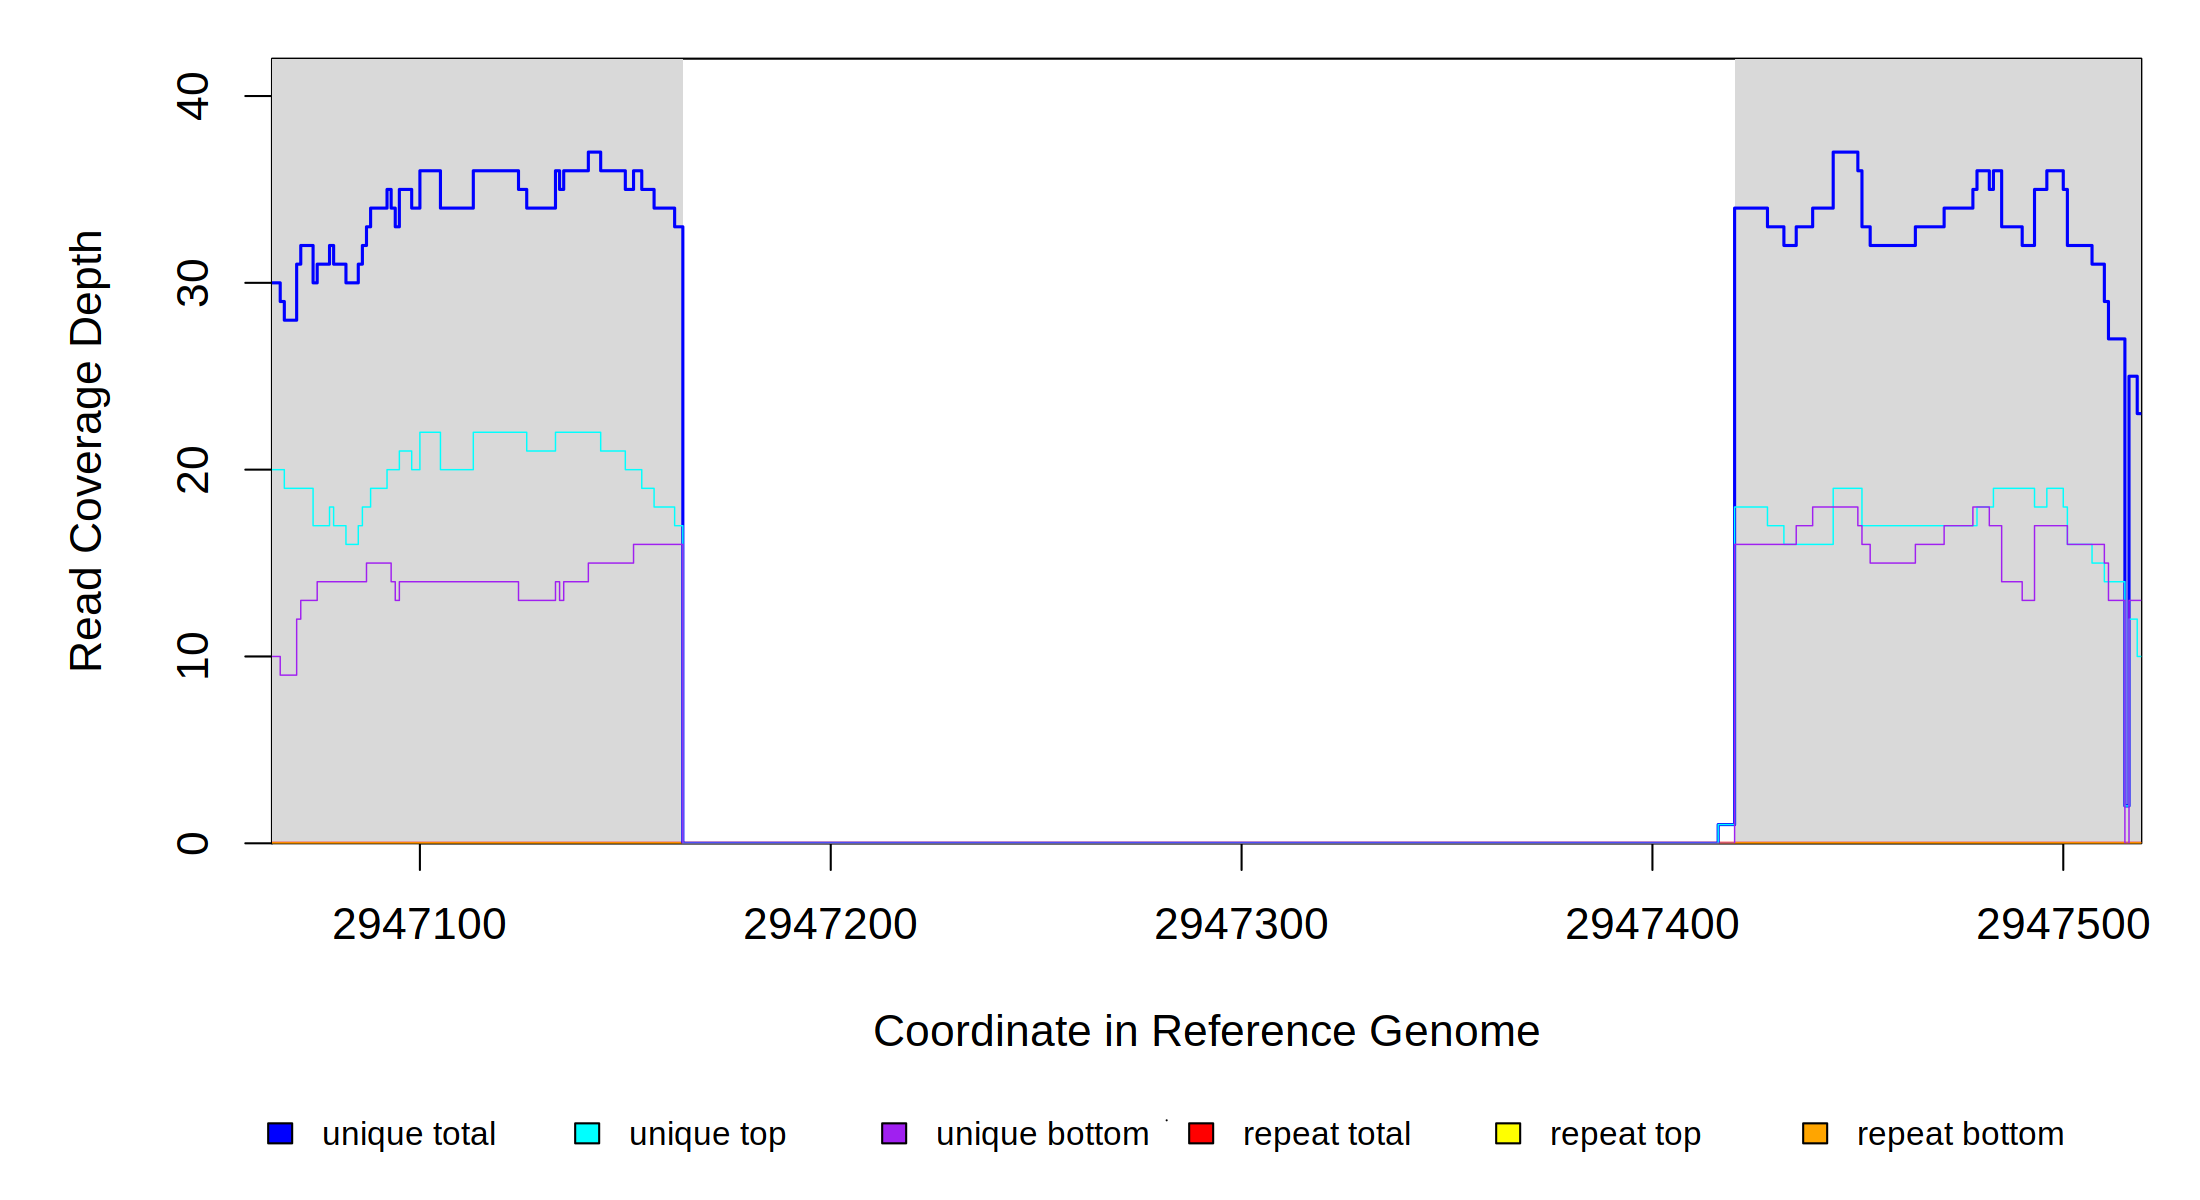 40
30
20
10
0
Read Coverage Depth
2947100 2947200 2947300 2947400 2947500
Coordinate in Reference Genome
unique total unique top unique bottom repeat total repeat top repeat bottom